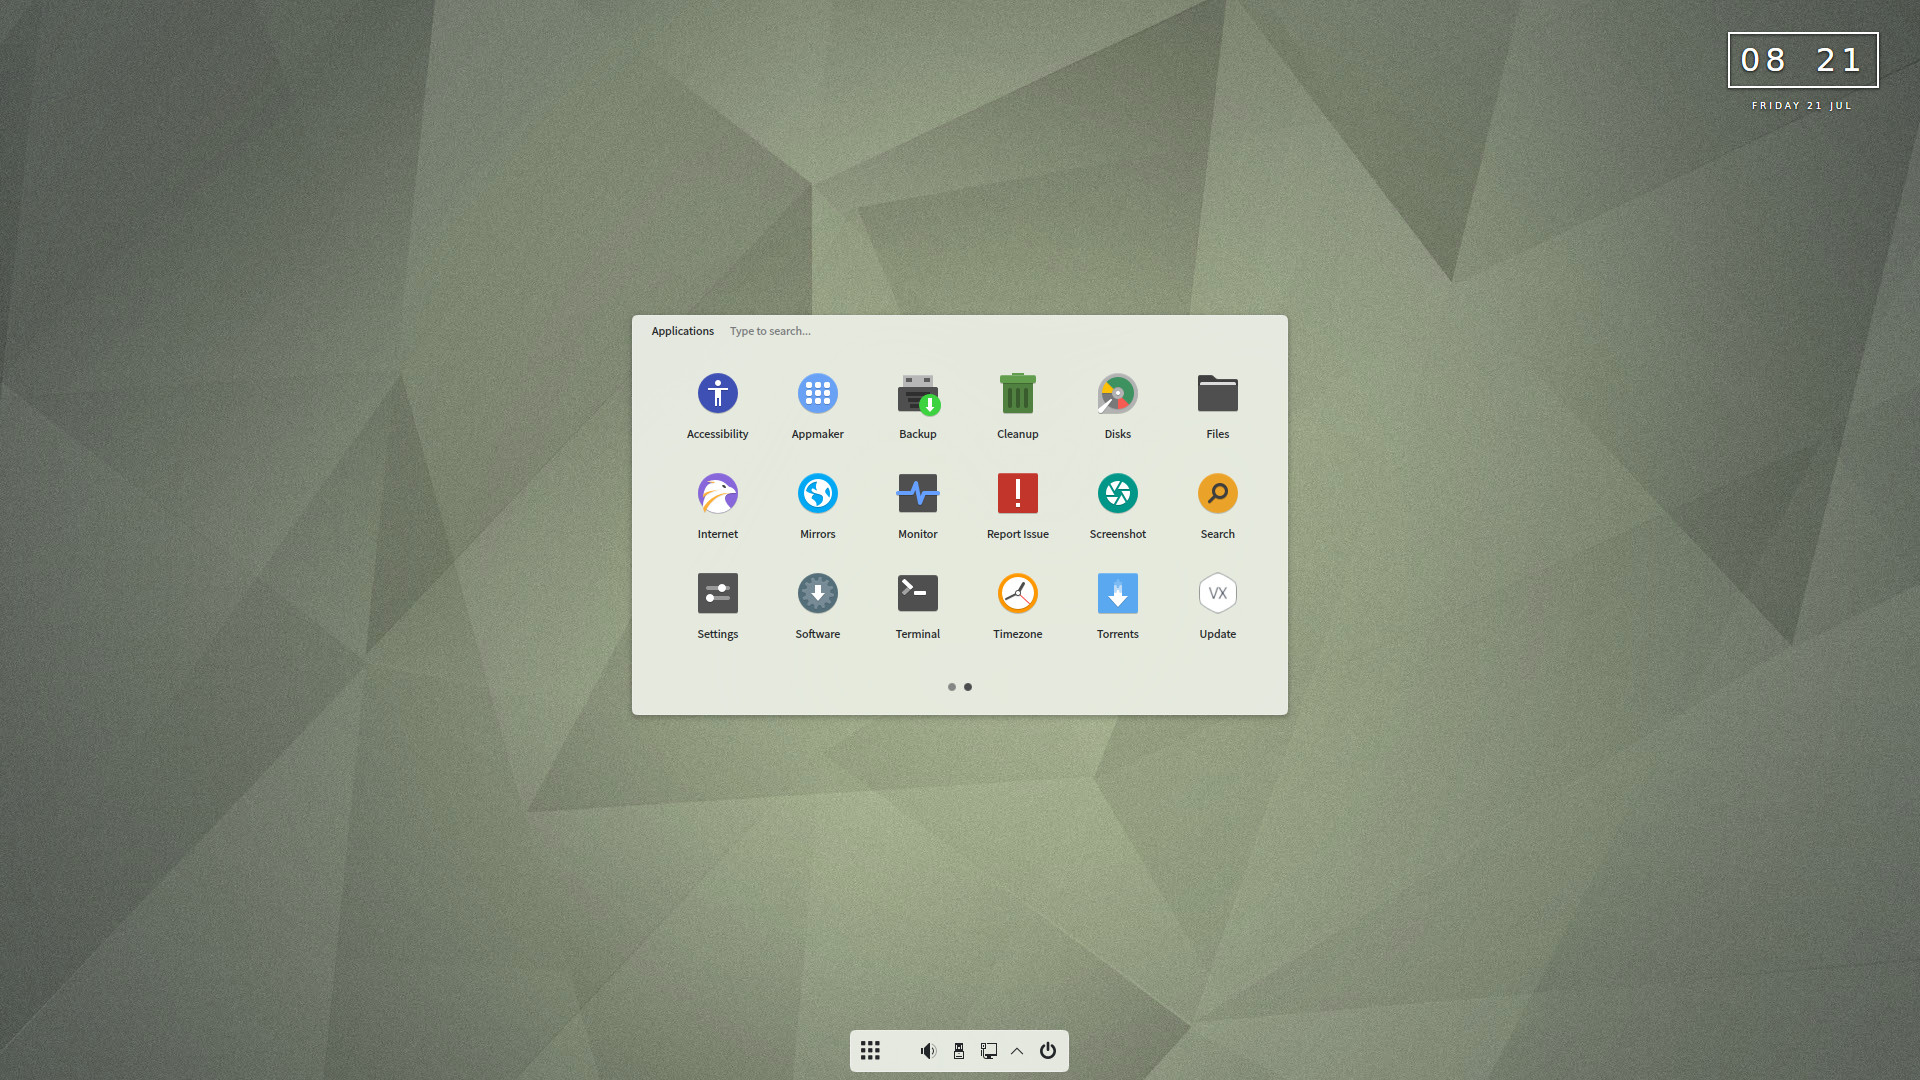 08 21
FRIDAY 21 JUL
Applications Type to search...
Accessibility Appmaker Backup Cleanup Disks Files
Internet Mirrors Monitor Report Issue Screenshot Search
VX
Settings Software Terminal Timezone Torrents Update